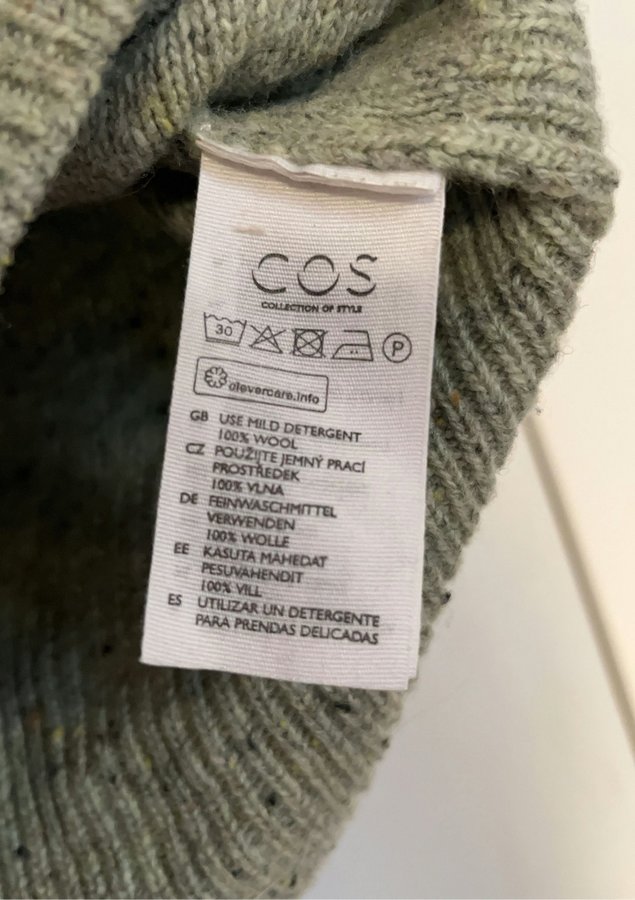 COS
COLLECTION OF STYLE
30
P
clevercare.info
GB USE MILD DETERGENT
100% WOOL
CZ POUŽIJTE JEMNÝ PRACÍ
PROSTŘEDEK
100% VLNA
DE FEINWASCHMITTEL
VERWENDEN
100% WOLLE
EE KASUTA MAHEDAT
PESUVAHENDIT
100% VILL
ES UTILIZAR UN DETERGENTE
PARA PRENDAS DELICADAS